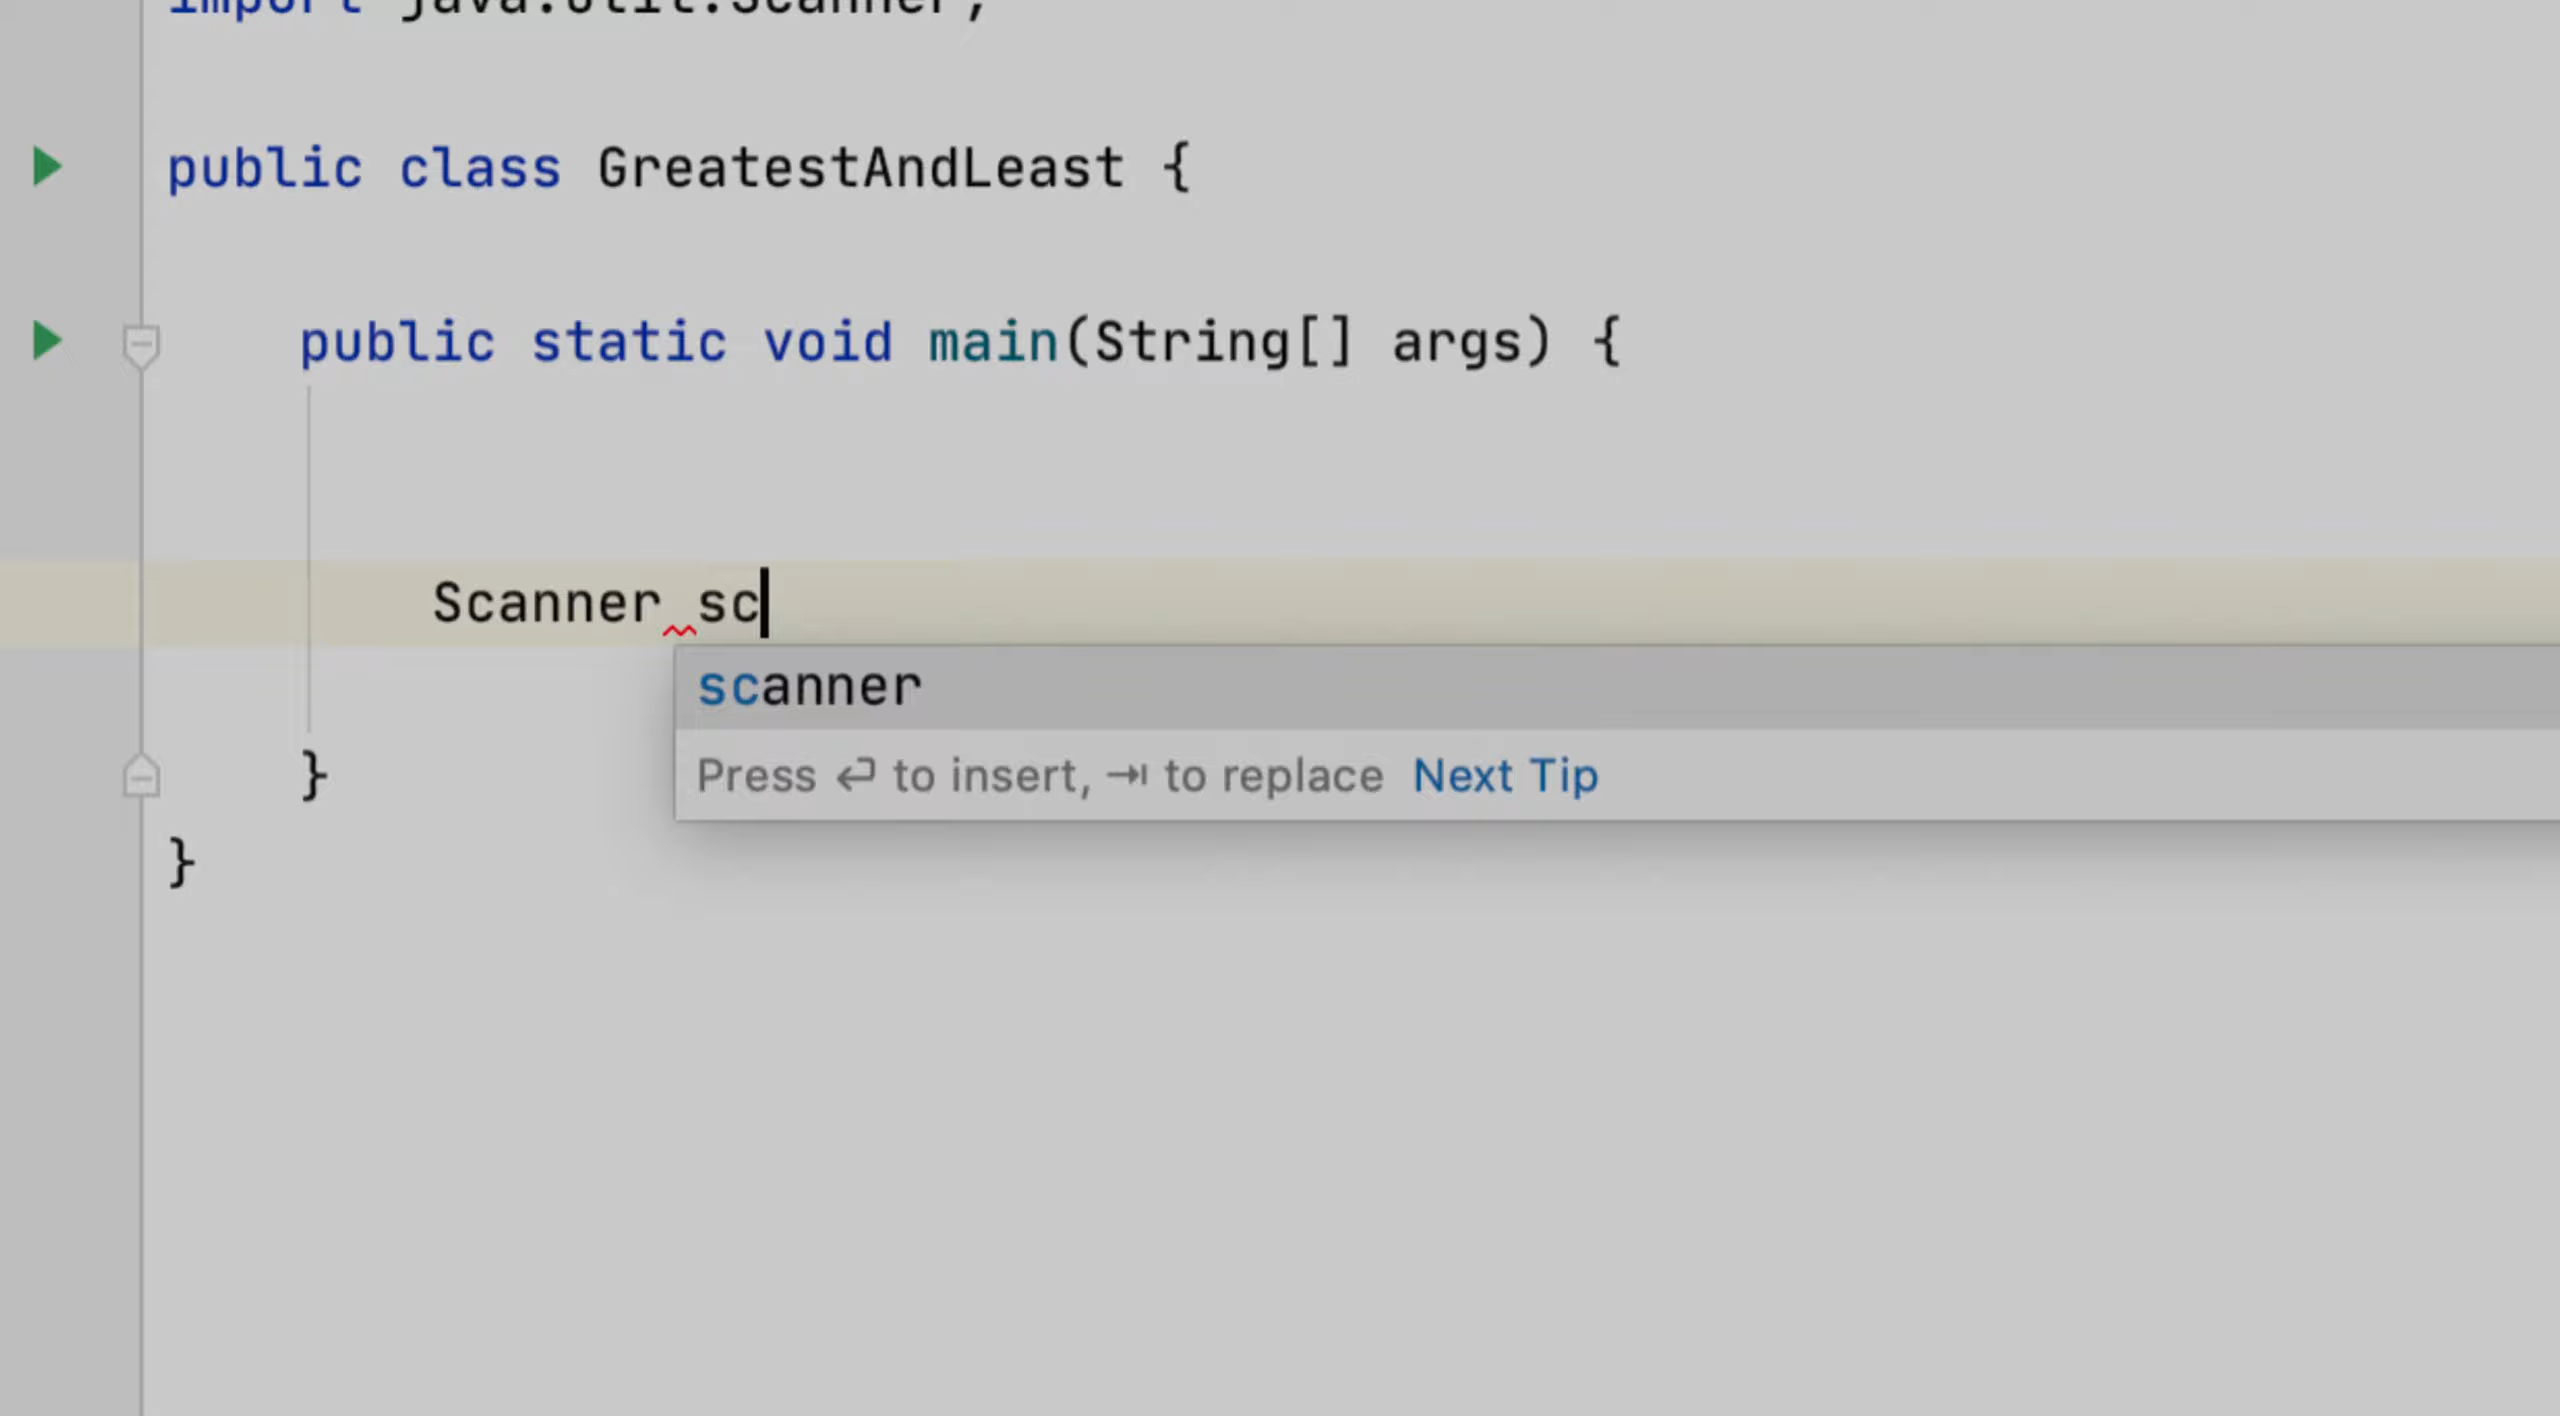 import java.util.Scanner;
public class GreatestAndLeast {
public static void main(String[] args) {
Scanner sc
scanner
Press ↩ to insert, ⇥ to replace Next Tip
}
}